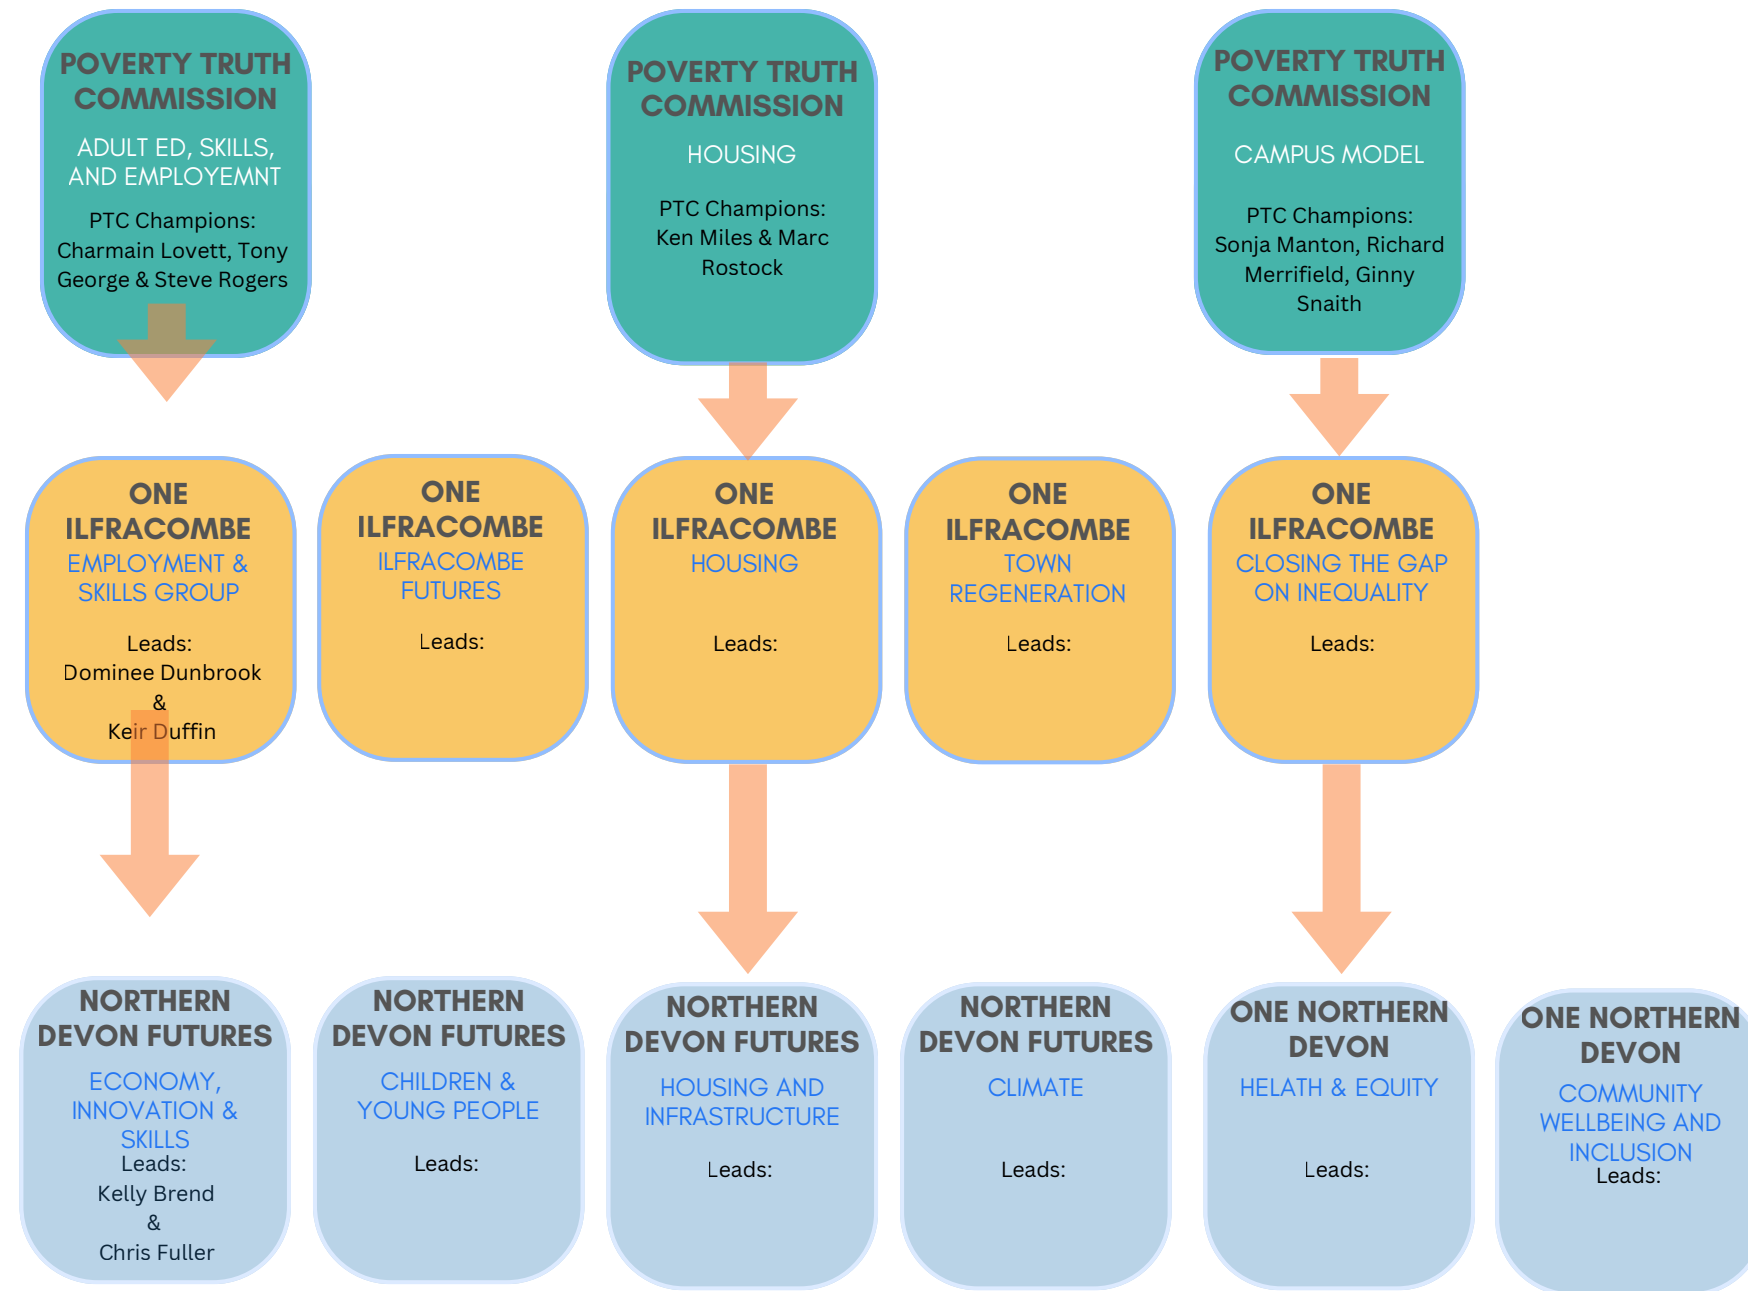 POVERTY TRUTH
COMMISSION
ADULT ED, SKILLS,
AND EMPLOYEMNT
PTC Champions:
Charmain Lovett, Tony
George & Steve Rogers
POVERTY TRUTH
COMMISSION
HOUSING
PTC Champions:
Ken Miles & Marc
Rostock
POVERTY TRUTH
COMMISSION
CAMPUS MODEL
PTC Champions:
Sonja Manton, Richard
Merrifield, Ginny
Snaith
ONE
ILFRACOMBE
EMPLOYMENT &
SKILLS GROUP
Leads:
Dominee Dunbrook
&
Keir Duffin
ONE
ILFRACOMBE
ILFRACOMBE
FUTURES
Leads:
ONE
ILFRACOMBE
HOUSING
Leads:
ONE
ILFRACOMBE
TOWN
REGENERATION
Leads:
ONE
ILFRACOMBE
CLOSING THE GAP
ON INEQUALITY
Leads:
NORTHERN
DEVON FUTURES
ECONOMY,
INNOVATION &
SKILLS
Leads:
Kelly Brend
&
Chris Fuller
NORTHERN
DEVON FUTURES
CHILDREN &
YOUNG PEOPLE
Leads:
NORTHERN
DEVON FUTURES
HOUSING AND
INFRASTRUCTURE
Leads:
NORTHERN
DEVON FUTURES
CLIMATE
Leads:
ONE NORTHERN
DEVON
HELATH & EQUITY
Leads:
ONE NORTHERN
DEVON
COMMUNITY
WELLBEING AND
INCLUSION
Leads: